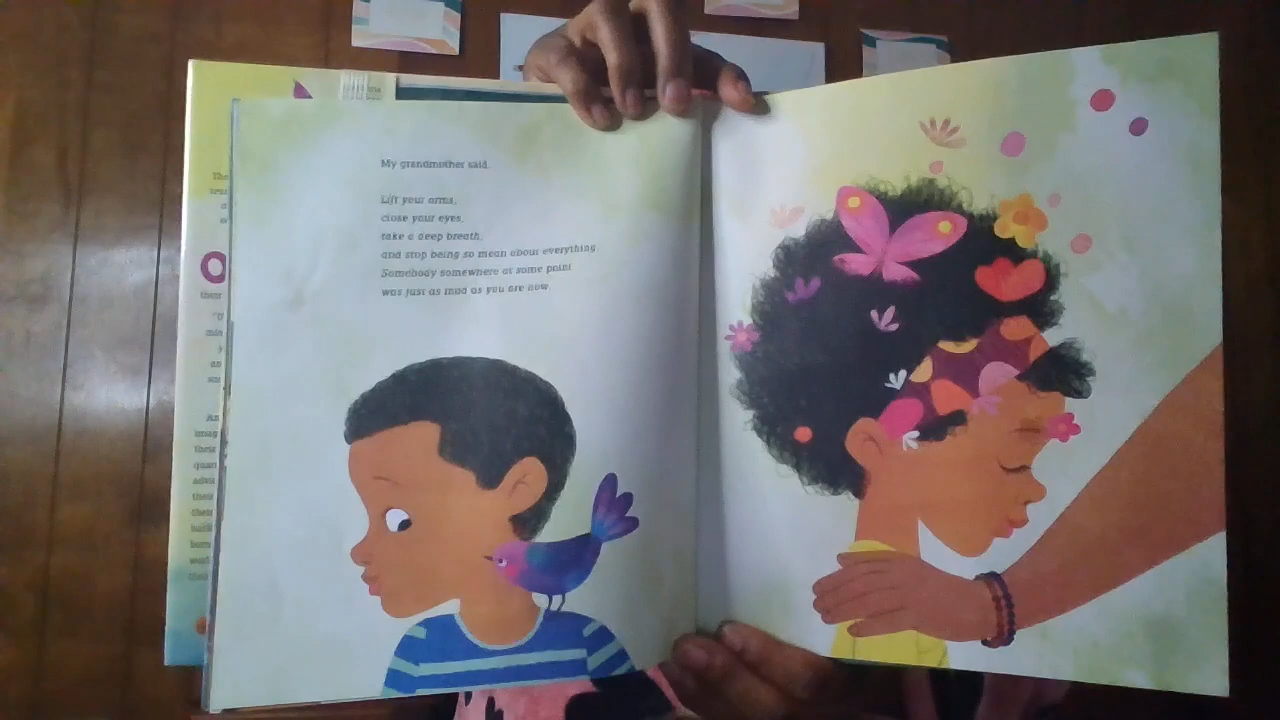 My grandmother said,
Lift your arms,
close your eyes,
take a deep breath,
and stop being so mean about everything.
Somebody somewhere at some point
was just as mad as you are now.